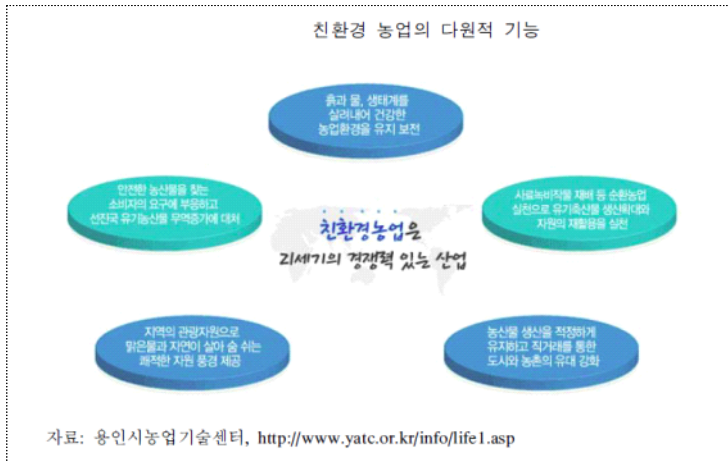 친환경 농업의 다원적 기능
흙과 물, 생태계를
살려내어 건강한
농업환경을 유지 보전
안전한 농산물을 찾는
소비자의 요구에 부응하고
선진국 유기농산물 무역증가에 대처
사료녹비작물 재배 등 순환농업
실천으로 유기축산물 생산확대와
자원의 재활용을 실천
친환경농업은
21세기의 경쟁력 있는 산업
지역의 관광자원으로
맑은물과 자연이 살아 숨 쉬는
쾌적한 자원 풍경 제공
농산물 생산을 적정하게
유지하고 직거래를 통한
도시와 농촌의 유대 강화
자료: 용인시농업기술센터, http://www.yatc.or.kr/info/life1.asp